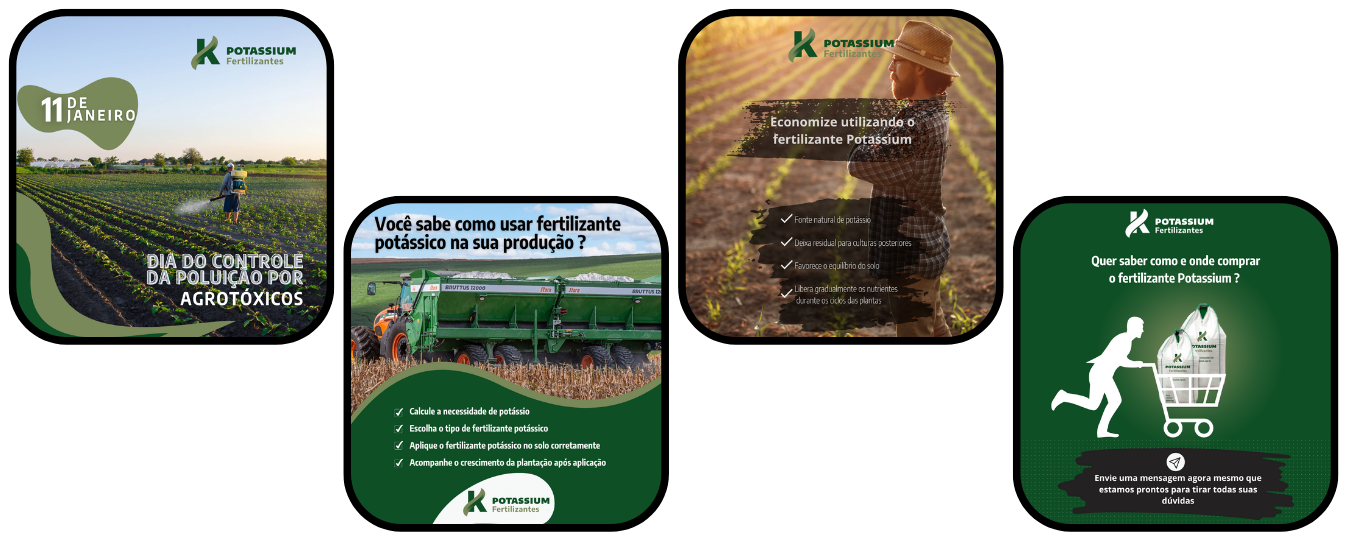 POTASSIUM
Fertilizantes
11 DE
JANEIRO
DIA DO CONTROLE
DA POLUIÇÃO POR
AGROTÓXICOS
Você sabe como usar fertilizante
potássico na sua produção ?
BRUTTUS 12000
Stara
Stara
BRUTTUS 12
Calcule a necessidade de potássio
Escolha o tipo de fertilizante potássico
Aplique o fertilizante potássico no solo corretamente
Acompanhe o crescimento da plantação após aplicação
POTASSIUM
Fertilizantes
POTASSIUM
Fertilizantes
Economize utilizando o
fertilizante Potassium
Fonte natural de potássio
Deixa residual para culturas posteriores
Favorece o equilíbrio do solo
Libera gradualmente os nutrientes
durante os ciclos das plantas
POTASSIUM
Fertilizantes
Quer saber como e onde comprar
o fertilizante Potassium ?
POTASSIUM
POTASSIUM
Envie uma mensagem agora mesmo que
estamos prontos para tirar todas suas
dúvidas